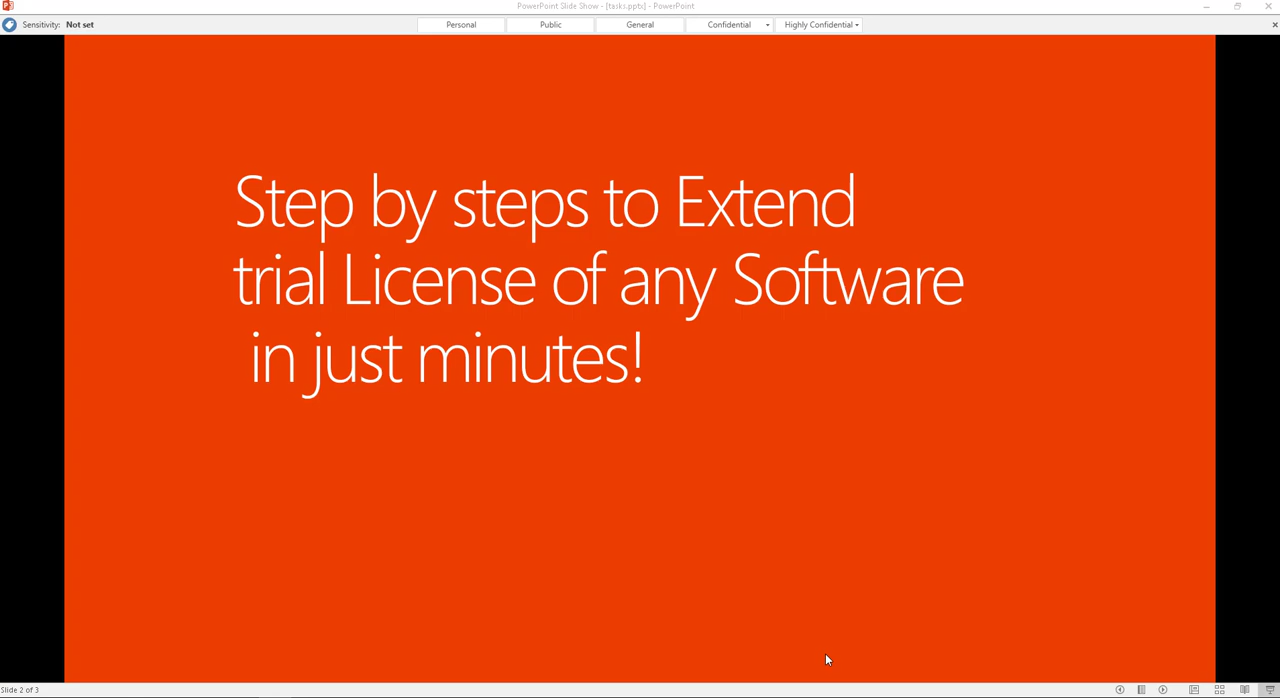 PowerPoint Slide Show - [tasks.pptx] - PowerPoint
Sensitivity: Not set
Personal
Public
General
Confidential
Highly Confidential
Step by steps to Extend
trial License of any Software
in just minutes!
Slide 2 of 3